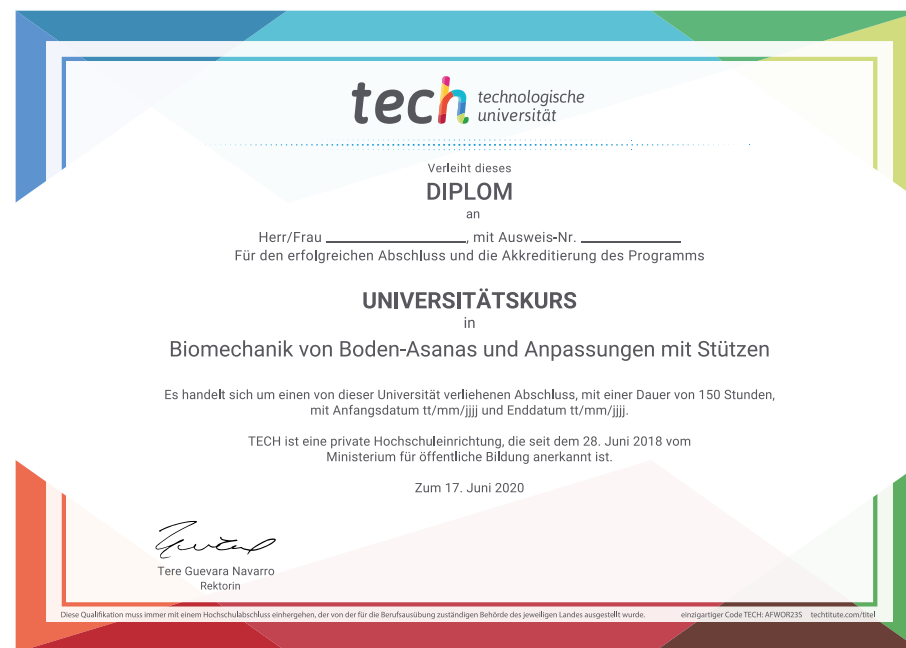 tech technologische
universität
Verleiht dieses
DIPLOM
an
Herr/Frau ____________________, mit Ausweis-Nr. ______________
Für den erfolgreichen Abschluss und die Akkreditierung des Programms
UNIVERSITÄTSKURS
in
Biomechanik von Boden-Asanas und Anpassungen mit Stützen
Es handelt sich um einen von dieser Universität verliehenen Abschluss, mit einer Dauer von 150 Stunden,
mit Anfangsdatum tt/mm/jjjj und Enddatum tt/mm/jjjj.
TECH ist eine private Hochschuleinrichtung, die seit dem 28. Juni 2018 vom
Ministerium für öffentliche Bildung anerkannt ist.
Zum 17. Juni 2020
Tere Guevara Navarro
Rektorin
Diese Qualifikation muss immer mit einem Hochschulabschluss einhergehen, der von der für die Berufsausübung zuständigen Behörde des jeweiligen Landes ausgestellt wurde. einzigartiger Code TECH: AFWOR23S techtitute.com/titel